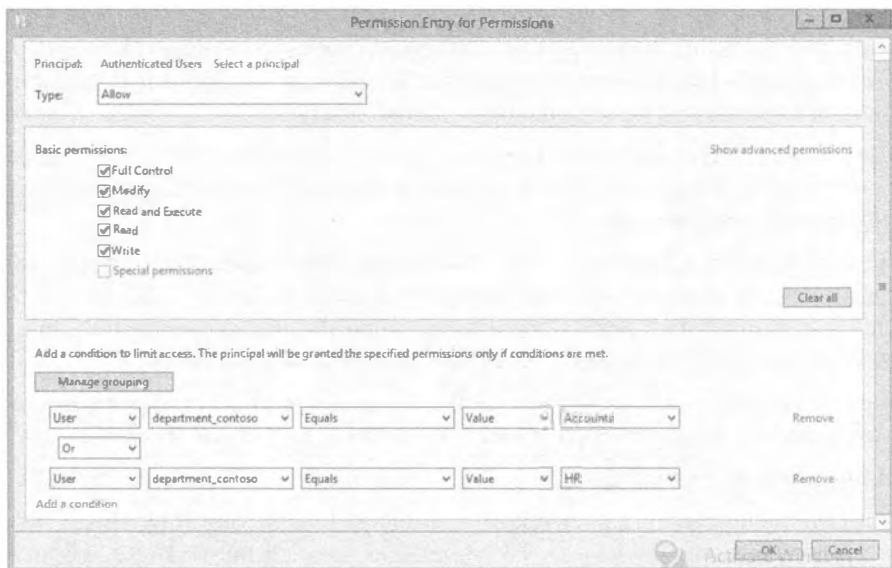 Permission Entry for Permissions
Principal: Authenticated Users Select a principal
Type: Allow
Basic permissions: Show advanced permissions
Full Control
Modify
Read and Execute
Read
Write
Special permissions
Clear all
Add a condition to limit access. The principal will be granted the specified permissions only if conditions are met.
Manage grouping
User department_contoso Equals Value Remove
Or
User department_contoso Equals Value HR Remove
Add a condition
OK Cancel